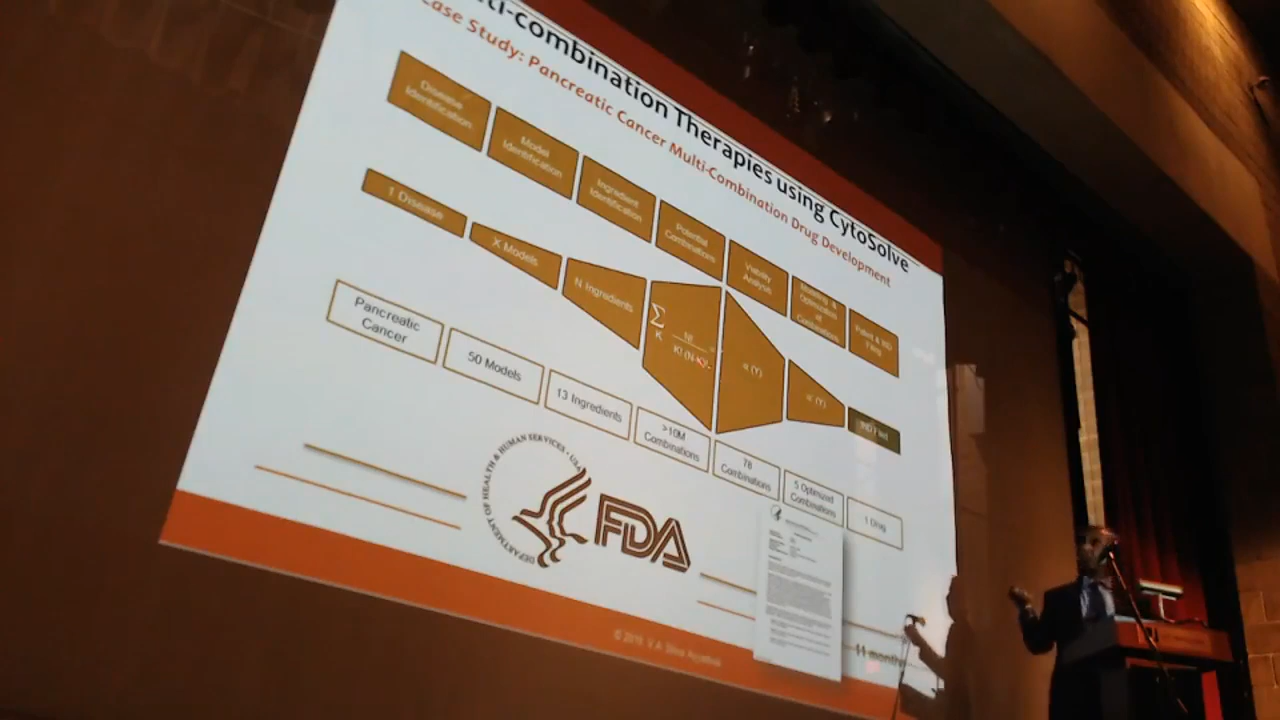 ti-Combination Therapies using CytoSolve
Case Study: Pancreatic Cancer Multi-Combination Drug Development
Disease
Identification
Model
Identification
Ingredient
Identification
Potential
Combinations
Viability
Analysis
Modeling &
Optimization
of
Combinations
Patent & IND
Filing
1 Disease
X Models
N Ingredients
∑
K
N!
K! (N-K)!
α (Y)
α' (Y)
IND Filed
Pancreatic
Cancer
50 Models
13 Ingredients
>10M
Combinations
78
Combinations
5 Optimized
Combinations
1 Drug
DEPARTMENT OF HEALTH & HUMAN SERVICES • USA
FDA
11 months
© 2016 V.A. Shiva Ayyadurai